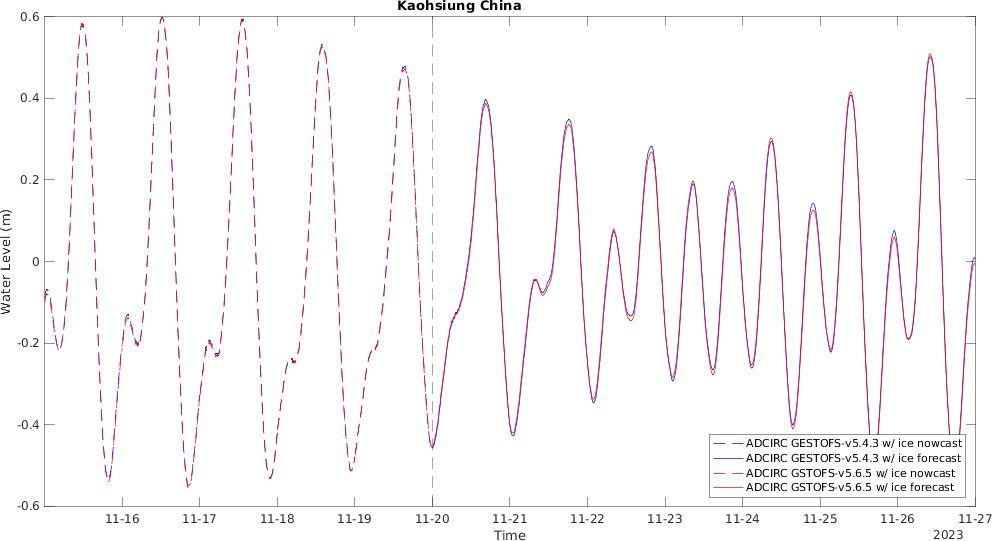 Kaohsiung China
0.6
0.4
0.2
0
-0.2
-0.4
-0.6
Water Level (m)
ADCIRC GESTOFS-v5.4.3 w/ ice nowcast
ADCIRC GESTOFS-v5.4.3 w/ ice forecast
ADCIRC GSTOFS-v5.6.5 w/ ice nowcast
ADCIRC GSTOFS-v5.6.5 w/ ice forecast
11-16 11-17 11-18 11-19 11-20 11-21 11-22 11-23 11-24 11-25 11-26 11-27
Time
2023